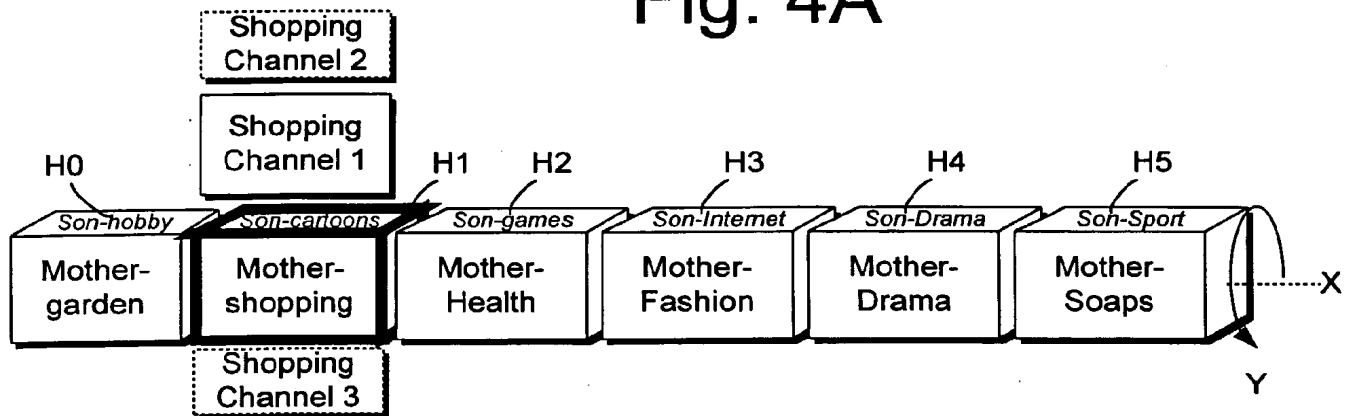 Fig. 4A
Shopping
Channel 2
Shopping
Channel 1
H0
H1
H2
H3
H4
H5
Son-hobby
Son-cartoons
Son-games
Son-Internet
Son-Drama
Son-Sport
Mother-
garden
Mother-
shopping
Mother-
Health
Mother-
Fashion
Mother-
Drama
Mother-
Soaps
X
Shopping
Channel 3
Y